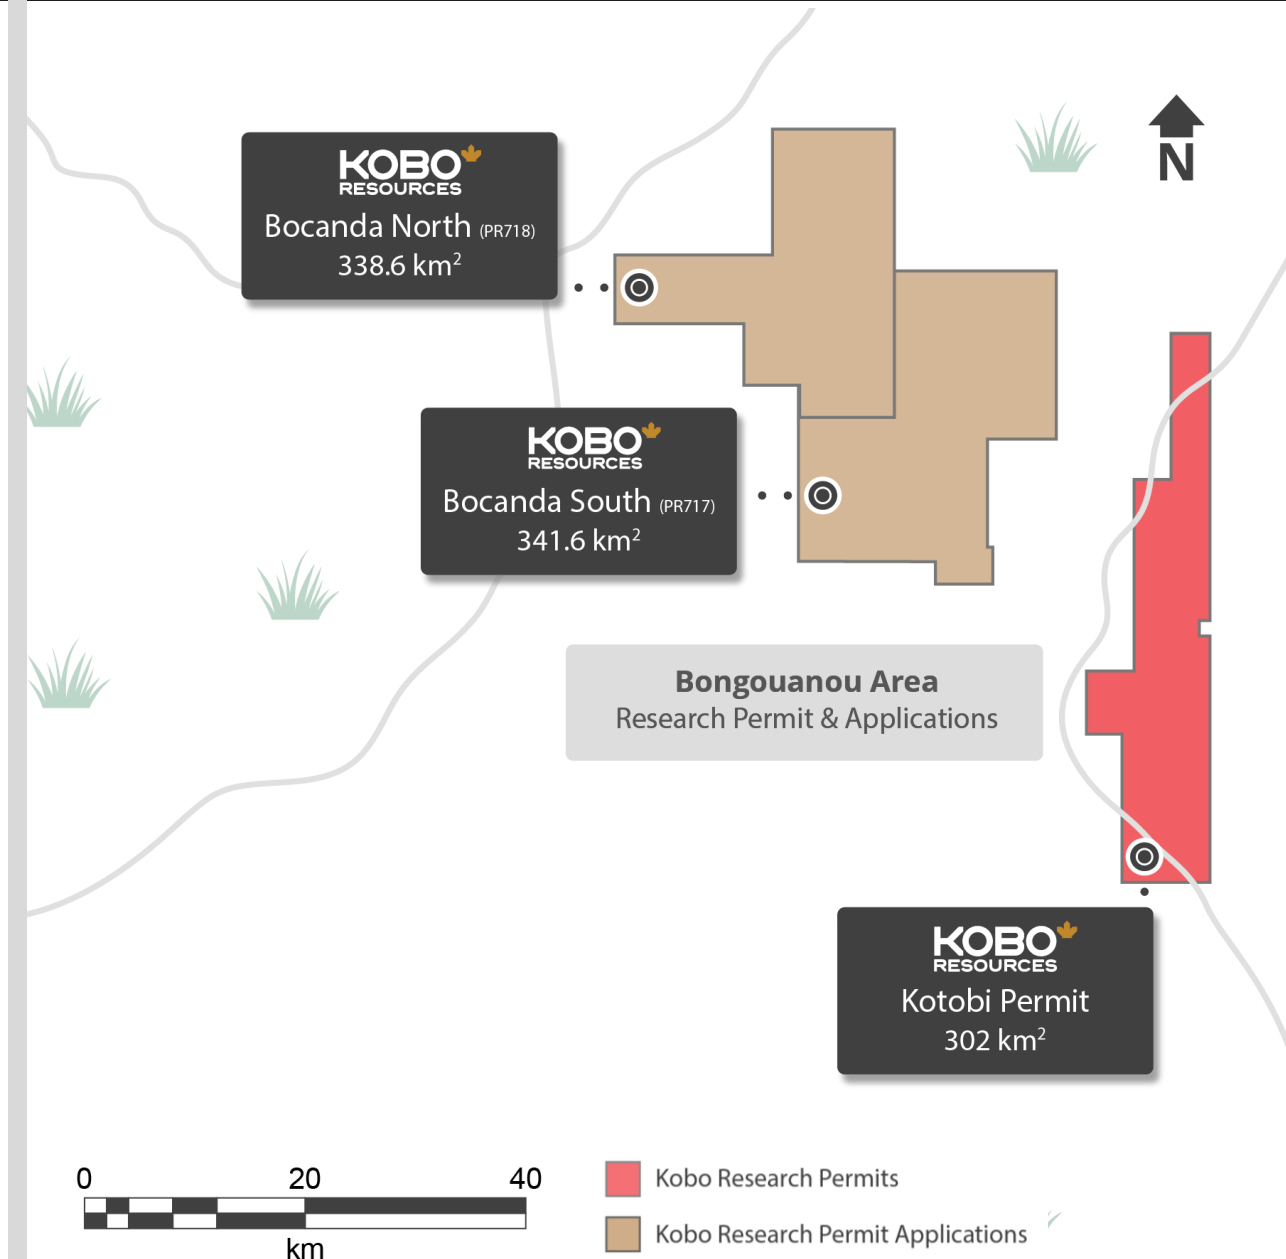 N
KOBO
RESOURCES
Bocanda North (PR718)
338.6 km²
KOBO
RESOURCES
Bocanda South (PR717)
341.6 km²
Bongouanou Area
Research Permit & Applications
KOBO
RESOURCES
Kotobi Permit
302 km²
0 20 40
km
Kobo Research Permits
Kobo Research Permit Applications